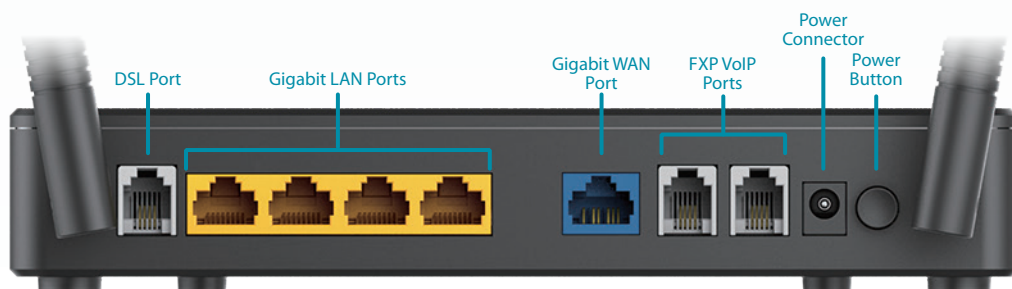 DSL Port
Gigabit LAN Ports
Gigabit WAN
Port
FXP VoIP
Ports
Power
Connector
Power
Button